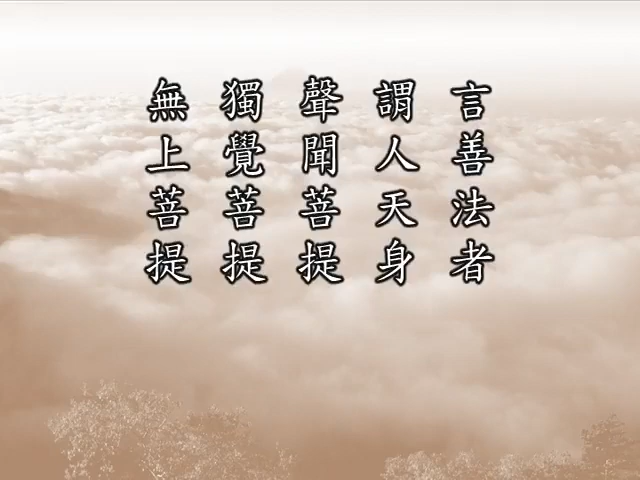 言善法者
謂人天身
聲聞菩提
獨覺菩提
無上菩提